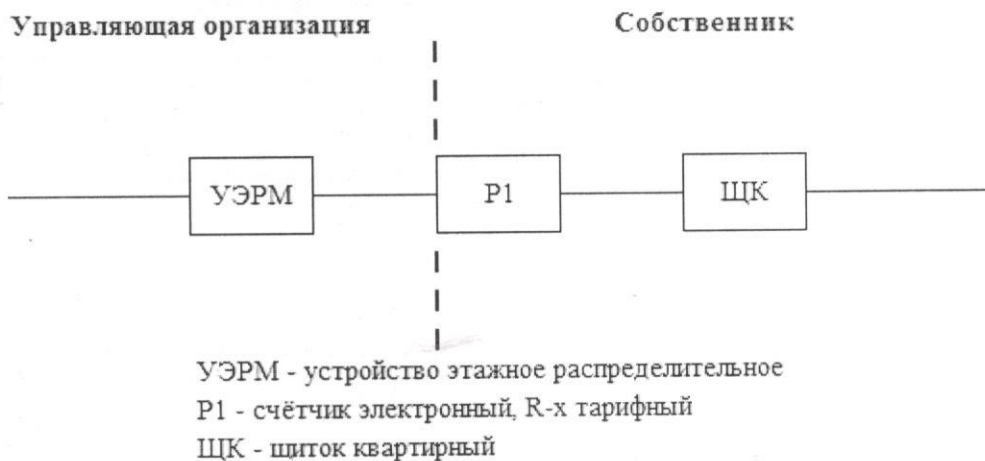 Управляющая организация
Собственник
УЭРМ
Р1
ЩК
УЭРМ - устройство этажное распределительное
Р1 - счётчик электронный, R-х тарифный
ЩК - щиток квартирный